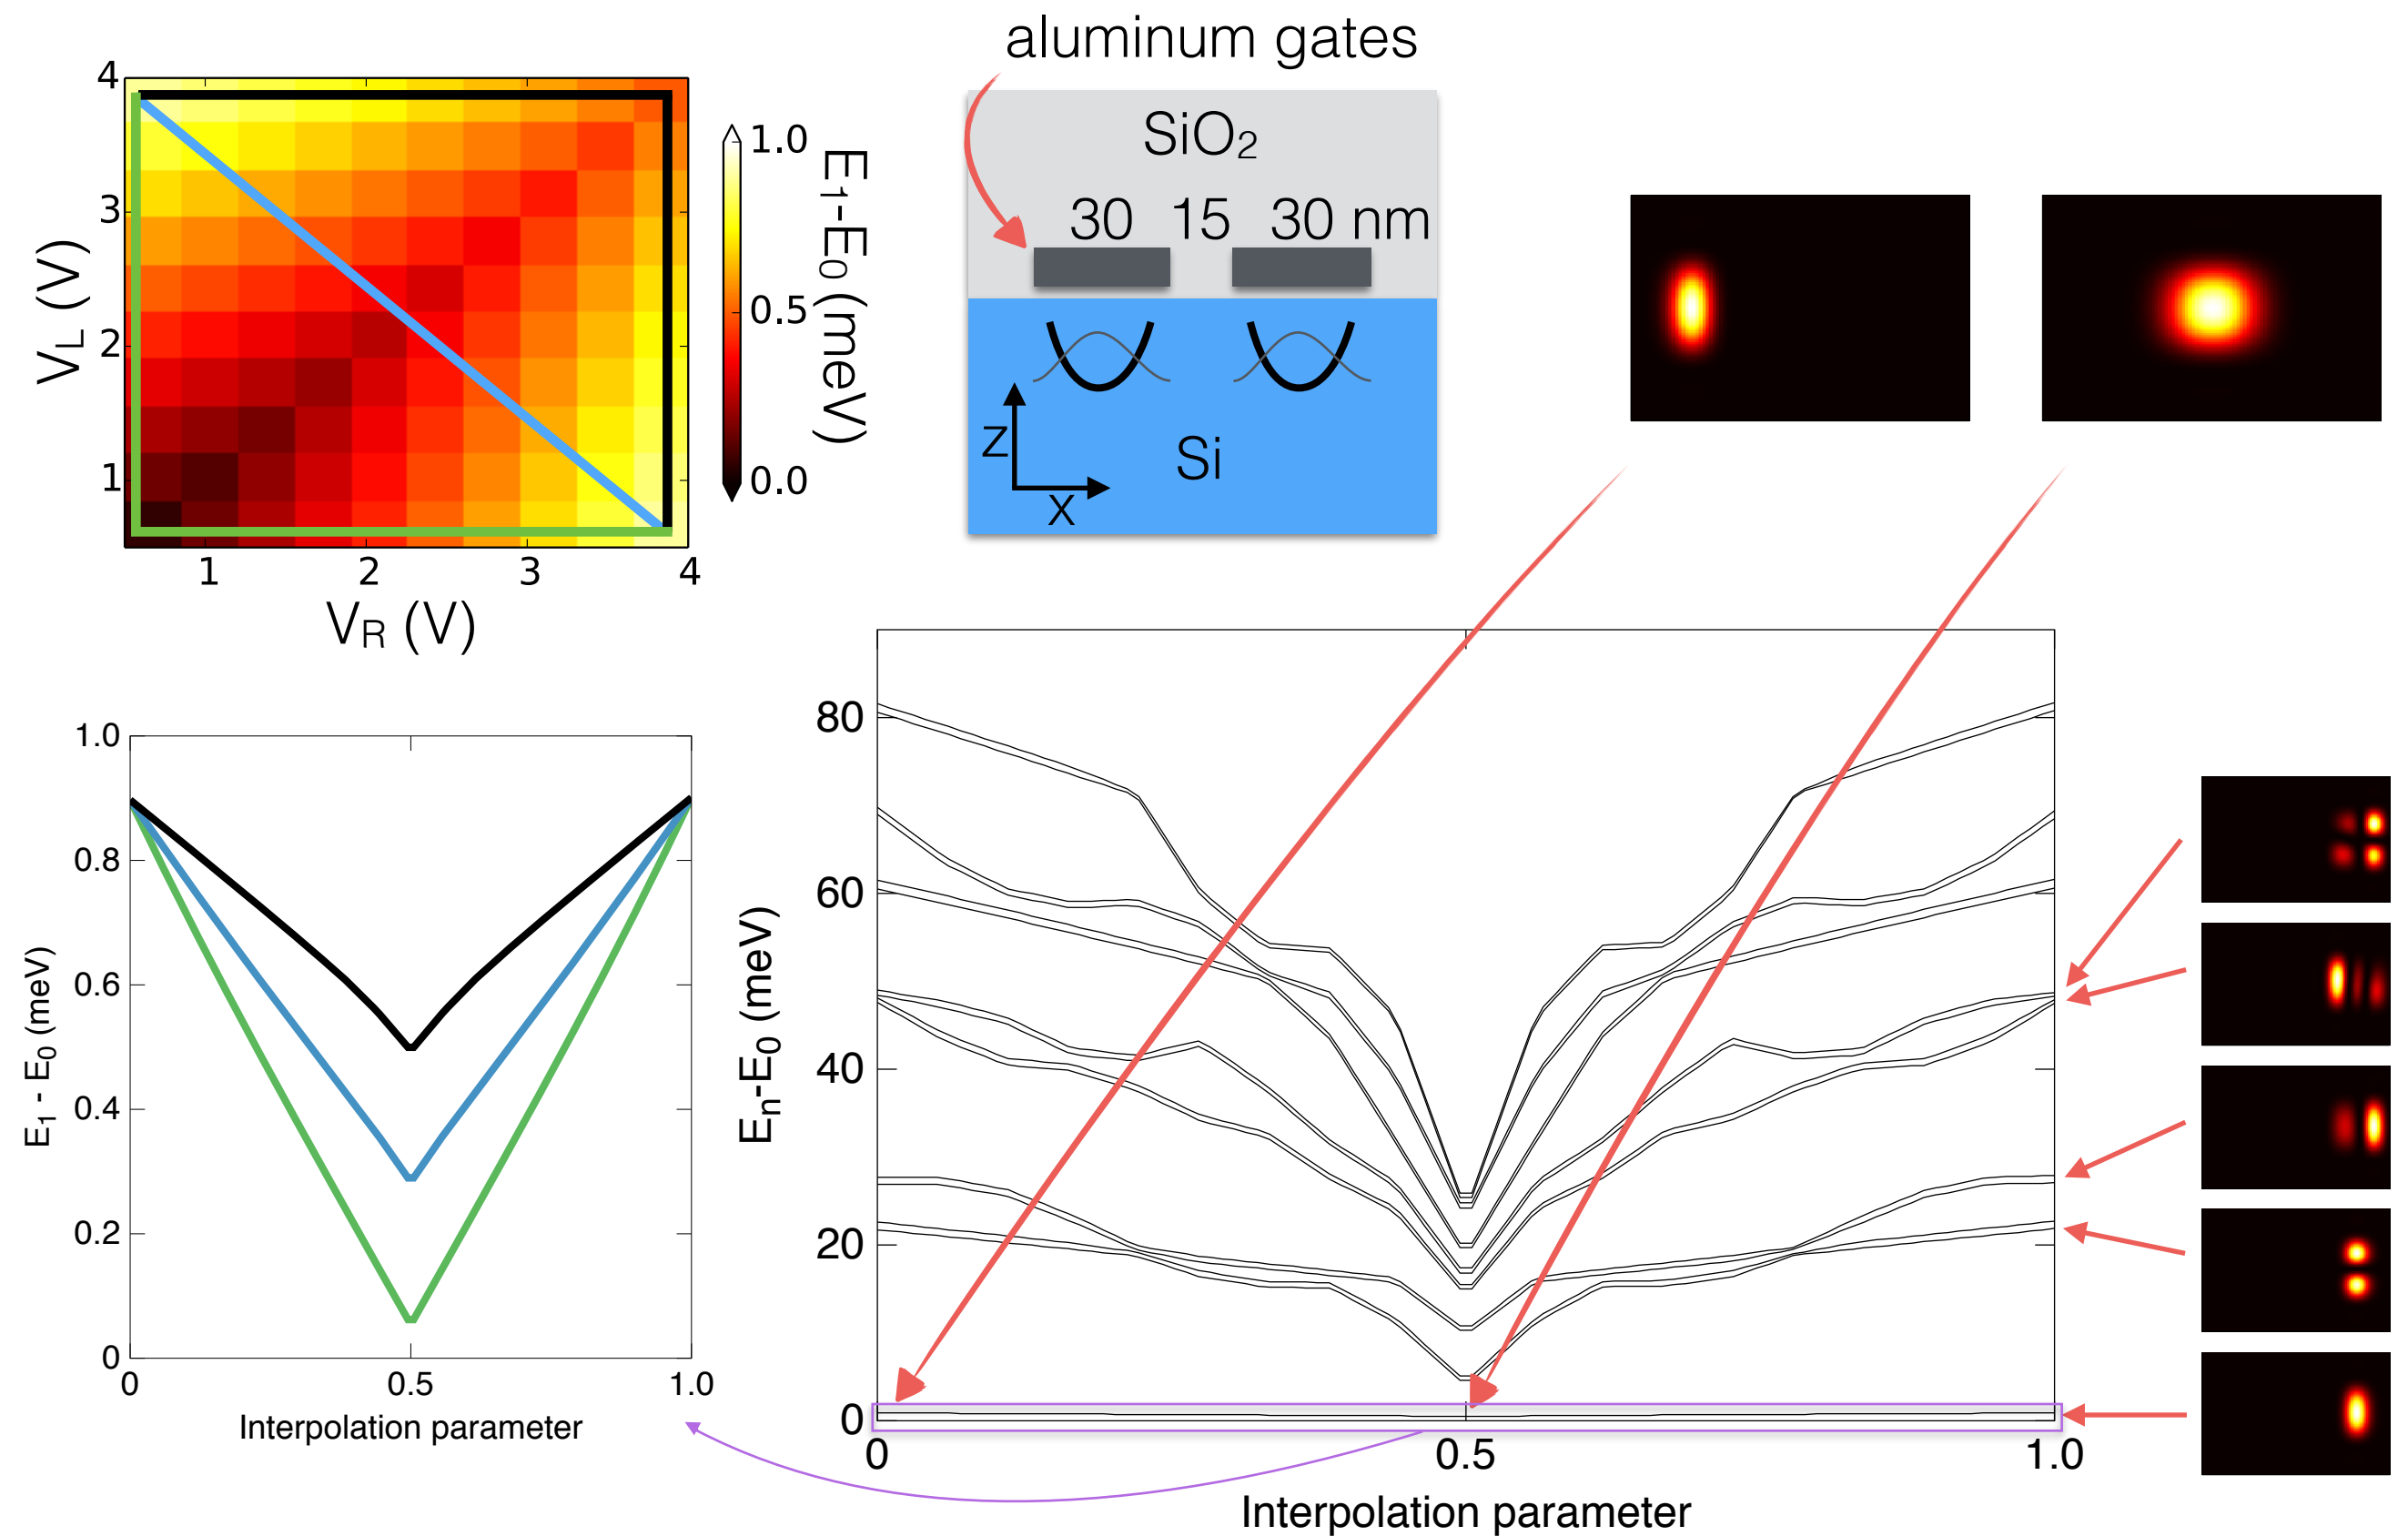 aluminum gates
4
3
2
1
V_L (V)
1
2
3
4
V_R (V)
1.0
0.5
0.0
E₁-E₀ (meV)
SiO₂
30 15 30 nm
Si
z
x
1.0
0.8
0.6
0.4
0.2
0
E₁ - E₀ (meV)
0
0.5
1.0
Interpolation parameter
80
60
40
20
0
Eₙ-E₀ (meV)
0
0.5
1.0
Interpolation parameter